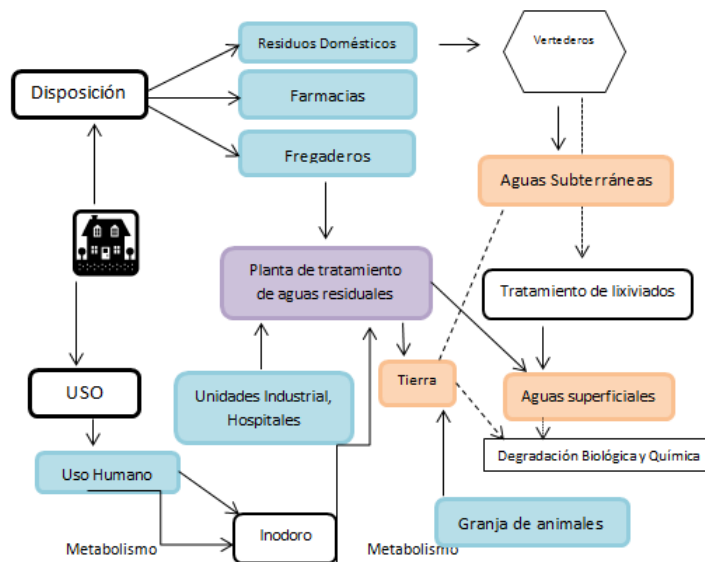 Residuos Domésticos
Vertederos
Disposición
Farmacias
Fregaderos
Aguas Subterráneas
Planta de tratamiento
de aguas residuales
Tratamiento de lixiviados
USO
Unidades Industrial,
Hospitales
Tierra
Aguas superficiales
Degradación Biológica y Química
Uso Humano
Granja de animales
Inodoro
Metabolismo
Metabolismo